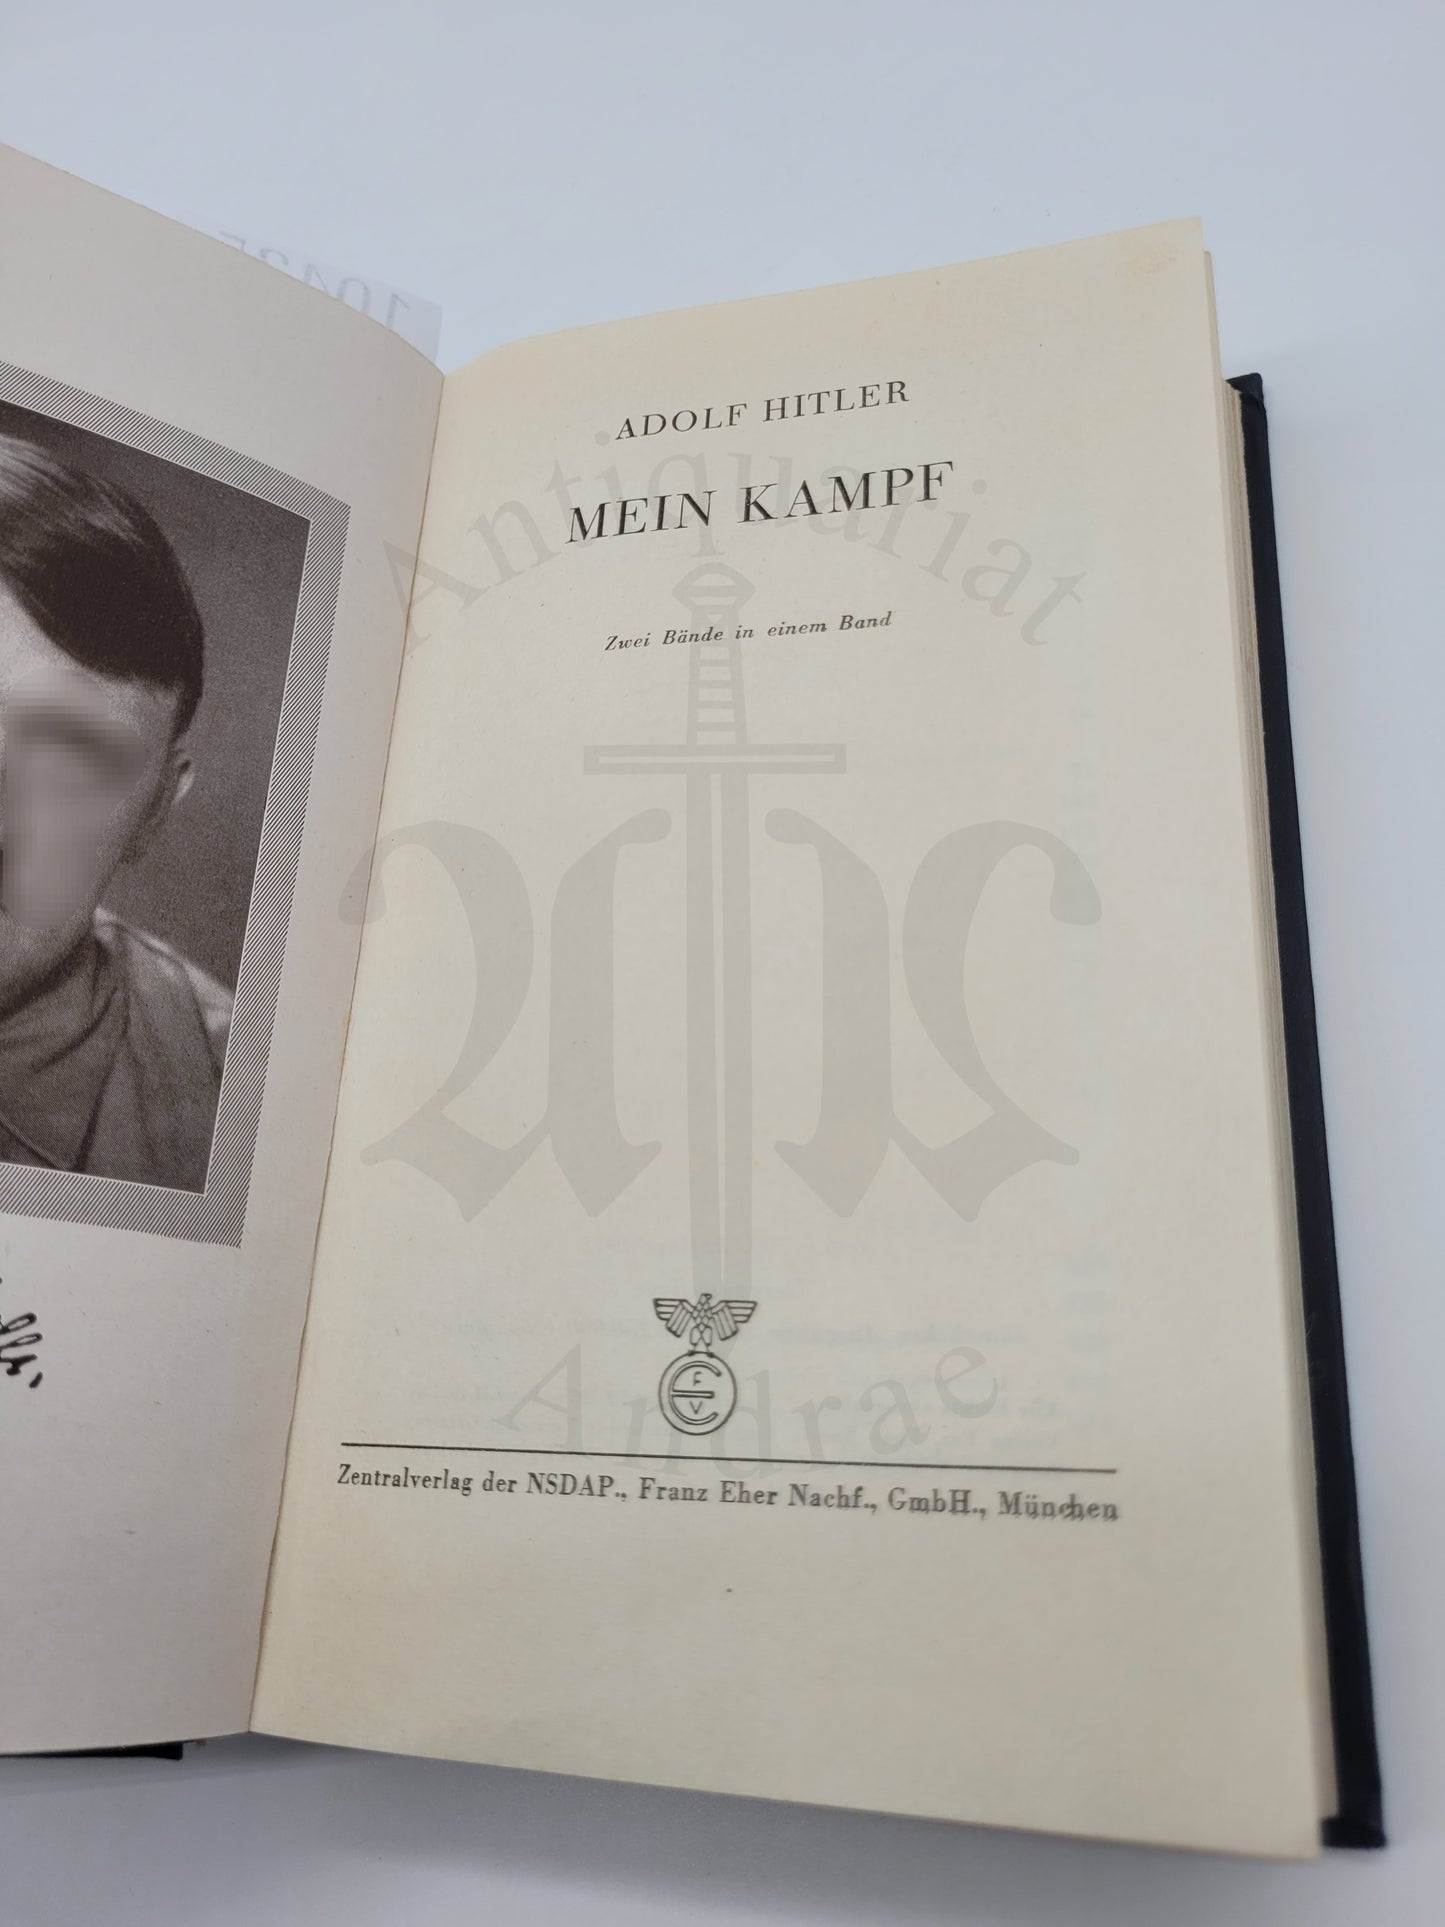 ADOLF HITLER
MEIN KAMPF
Zwei Bände in einem Band
Antiquariat
Andrae
F
V
Zentralverlag der NSDAP., Franz Eher Nachf., GmbH., München